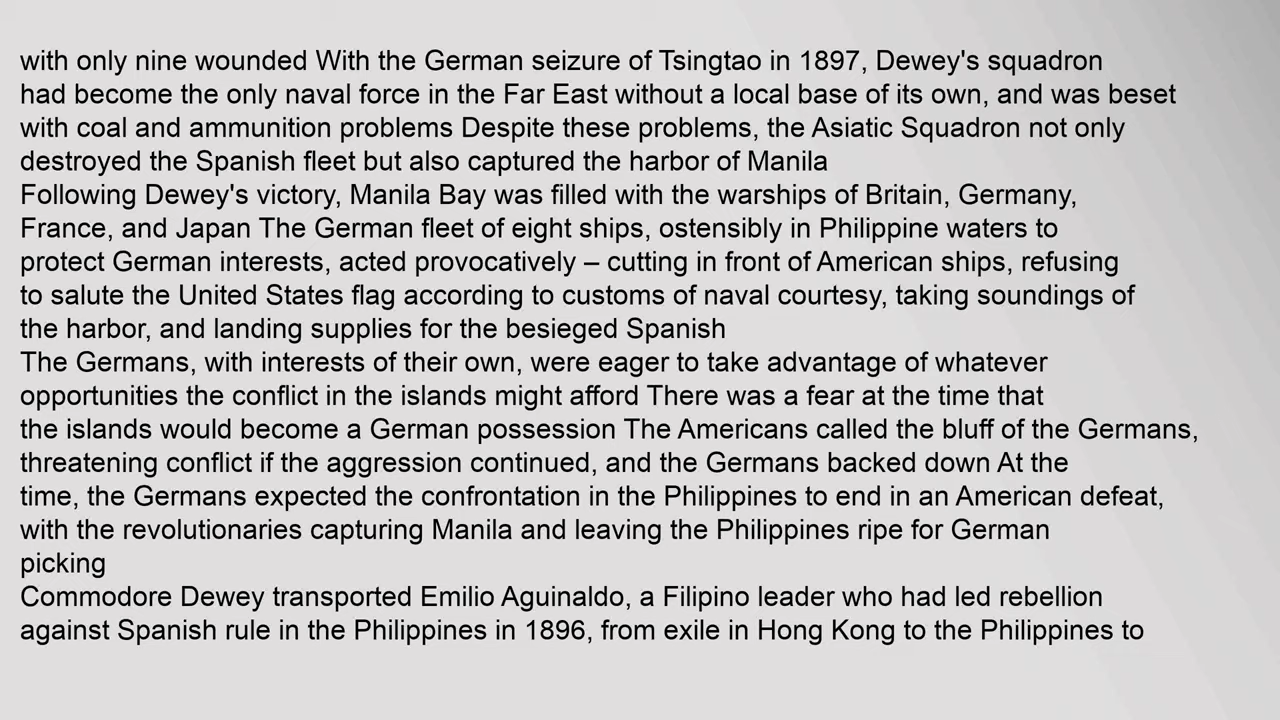 with only nine wounded With the German seizure of Tsingtao in 1897, Dewey's squadron
had become the only naval force in the Far East without a local base of its own, and was beset
with coal and ammunition problems Despite these problems, the Asiatic Squadron not only
destroyed the Spanish fleet but also captured the harbor of Manila
Following Dewey's victory, Manila Bay was filled with the warships of Britain, Germany,
France, and Japan The German fleet of eight ships, ostensibly in Philippine waters to
protect German interests, acted provocatively – cutting in front of American ships, refusing
to salute the United States flag according to customs of naval courtesy, taking soundings of
the harbor, and landing supplies for the besieged Spanish
The Germans, with interests of their own, were eager to take advantage of whatever
opportunities the conflict in the islands might afford There was a fear at the time that
the islands would become a German possession The Americans called the bluff of the Germans,
threatening conflict if the aggression continued, and the Germans backed down At the
time, the Germans expected the confrontation in the Philippines to end in an American defeat,
with the revolutionaries capturing Manila and leaving the Philippines ripe for German
picking
Commodore Dewey transported Emilio Aguinaldo, a Filipino leader who had led rebellion
against Spanish rule in the Philippines in 1896, from exile in Hong Kong to the Philippines to